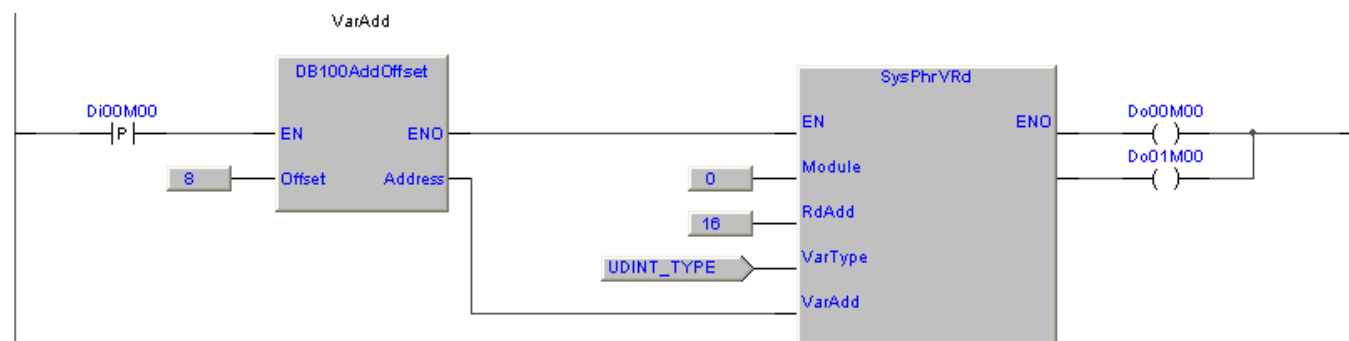 VarAdd
DB100AddOffset
SysPhrVRd
Di00M00
P
EN ENO
8 Offset Address
EN ENO
Do00M00
Do01M00
0 Module
16 RdAdd
UDINT_TYPE VarType
VarAdd